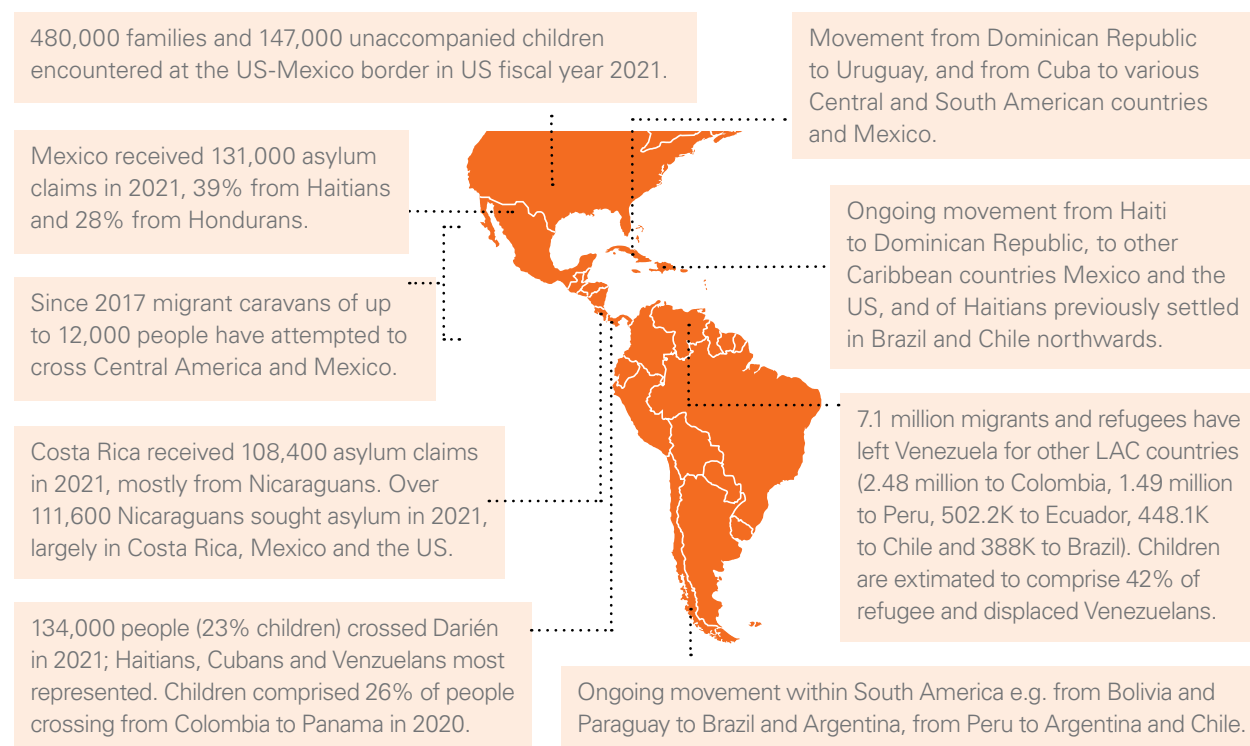 480,000 families and 147,000 unaccompanied children
encountered at the US-Mexico border in US fiscal year 2021.
Movement from Dominican Republic
to Uruguay, and from Cuba to various
Central and South American countries
and Mexico.
Mexico received 131,000 asylum
claims in 2021, 39% from Haitians
and 28% from Hondurans.
Ongoing movement from Haiti
to Dominican Republic, to other
Caribbean countries Mexico and the
US, and of Haitians previously settled
in Brazil and Chile northwards.
Since 2017 migrant caravans of up
to 12,000 people have attempted to
cross Central America and Mexico.
7.1 million migrants and refugees have
left Venezuela for other LAC countries
(2.48 million to Colombia, 1.49 million
to Peru, 502.2K to Ecuador, 448.1K
to Chile and 388K to Brazil). Children
are extimated to comprise 42% of
refugee and displaced Venezuelans.
Costa Rica received 108,400 asylum claims
in 2021, mostly from Nicaraguans. Over
111,600 Nicaraguans sought asylum in 2021,
largely in Costa Rica, Mexico and the US.
134,000 people (23% children) crossed Darién
in 2021; Haitians, Cubans and Venzuelans most
represented. Children comprised 26% of people
crossing from Colombia to Panama in 2020.
Ongoing movement within South America e.g. from Bolivia and
Paraguay to Brazil and Argentina, from Peru to Argentina and Chile.